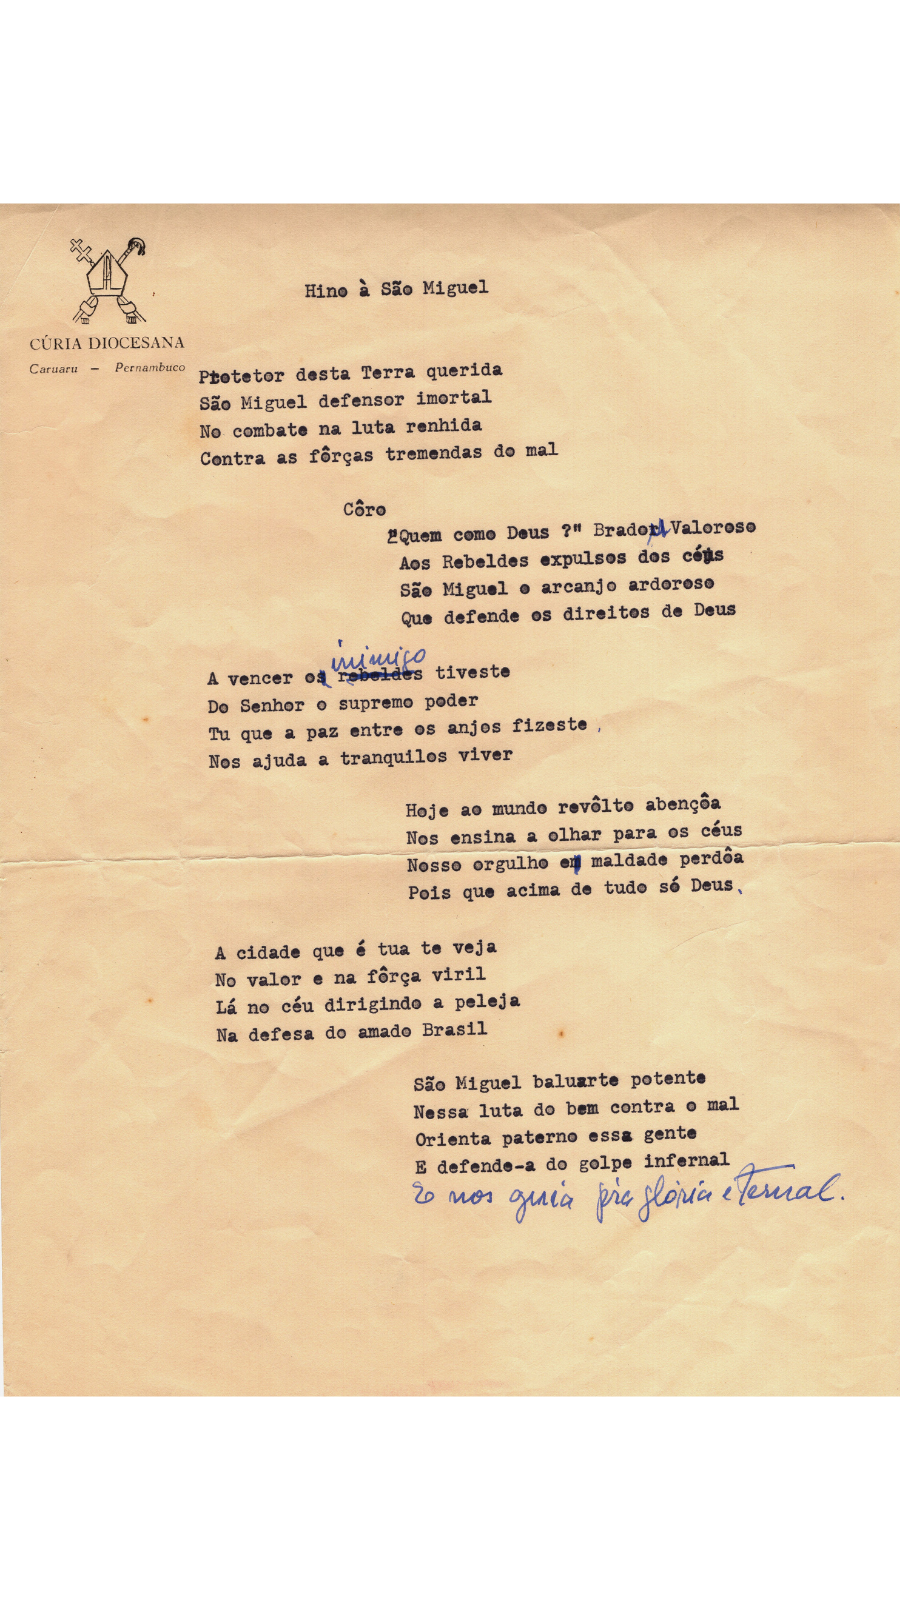 CÚRIA DIOCESANA
Caruaru — Pernambuco
Hino à São Miguel
Protetor desta Terra querida
São Miguel defensor imortal
No combate na luta renhida
Contra as fôrças tremendas do mal
Côro
"Quem como Deus ?" Bradou Valoroso
Aos Rebeldes expulsos dos céus
São Miguel o arcanjo ardoroso
Que defende os direitos de Deus
inimigo
A vencer os rebeldes tiveste
Do Senhor o supremo poder
Tu que a paz entre os anjos fizeste,
Nos ajuda a tranquilos viver
Hoje ao mundo revôlto abençôa
Nos ensina a olhar para os céus
Nosso orgulho e maldade perdôa
Pois que acima de tudo só Deus.
A cidade que é tua te veja
No valor e na fôrça viril
Lá no céu dirigindo a peleja
Na defesa do amado Brasil
São Miguel baluarte potente
Nessa luta do bem contra o mal
Orienta paterno essa gente
E defende-a do golpe infernal
E nos guia pra glória eternal.